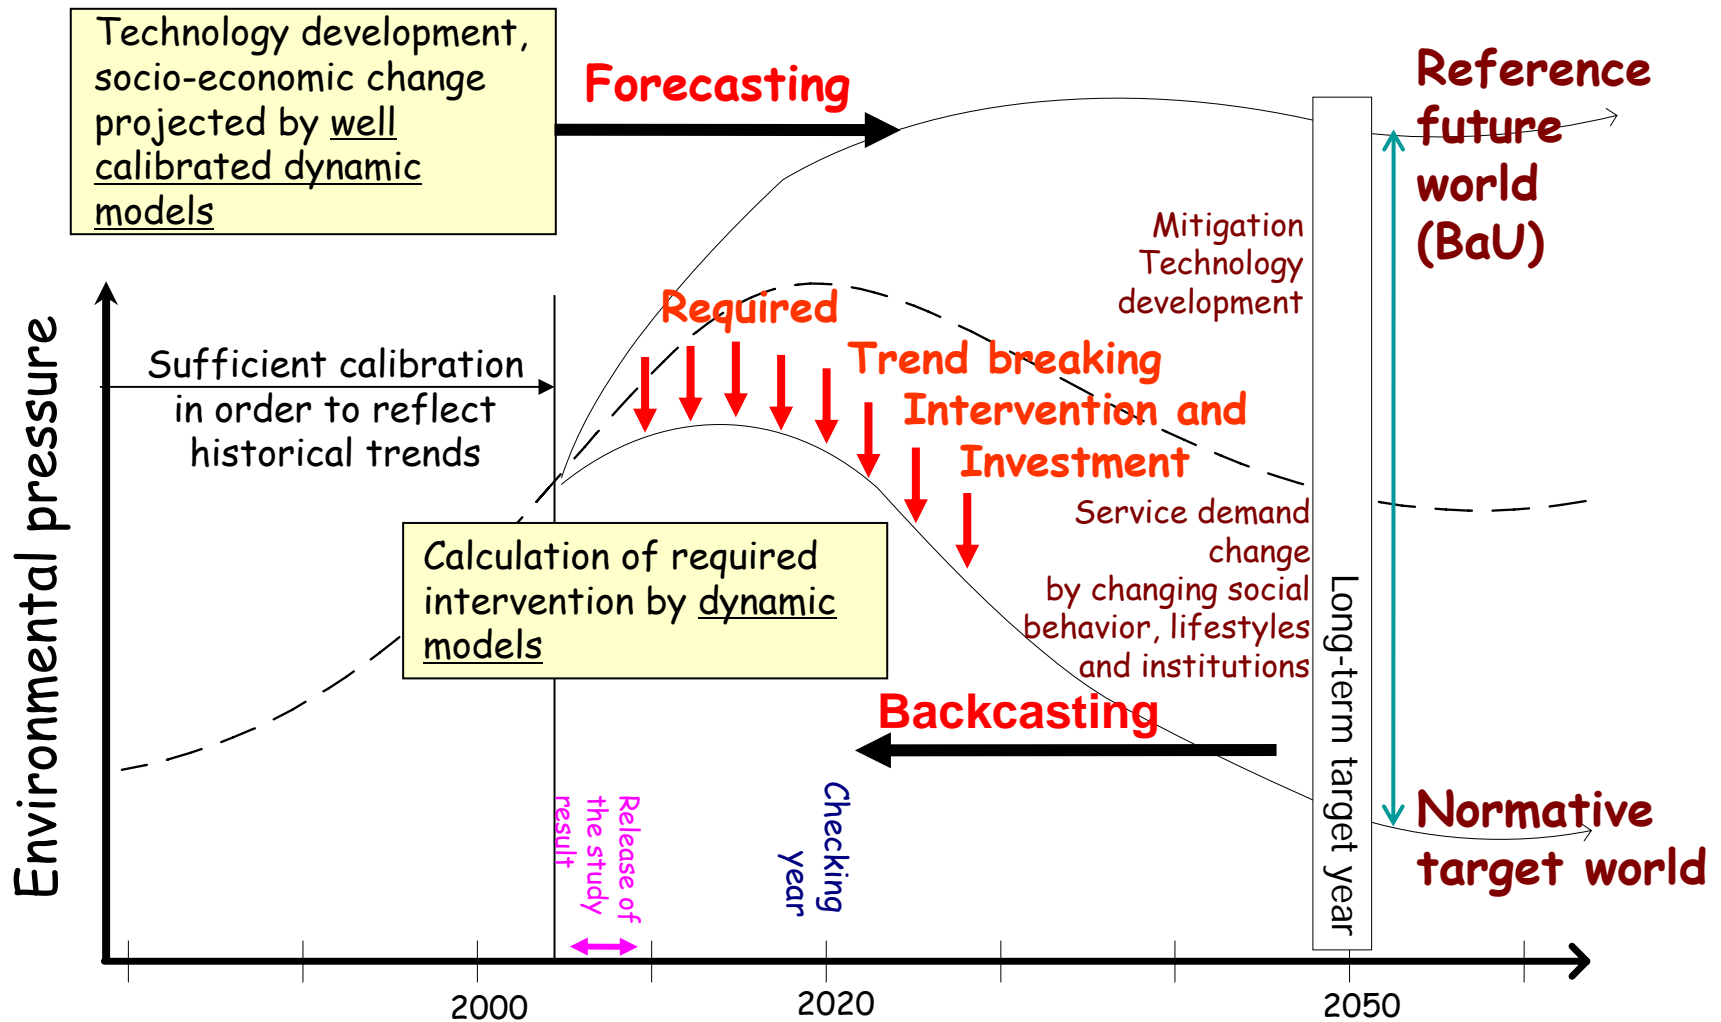 Technology development,
socio-economic change
projected by well
calibrated dynamic
models
Forecasting
Reference
future
world
(BaU)
Mitigation
Technology
development
Required
Trend breaking
Intervention and
Investment
Sufficient calibration
in order to reflect
historical trends
Environmental pressure
Calculation of required
intervention by dynamic
models
Service demand
change
by changing social
behavior, lifestyles
and institutions
Long-term target year
Backcasting
Release of
the study
result
Checking
year
Normative
target world
2000
2020
2050